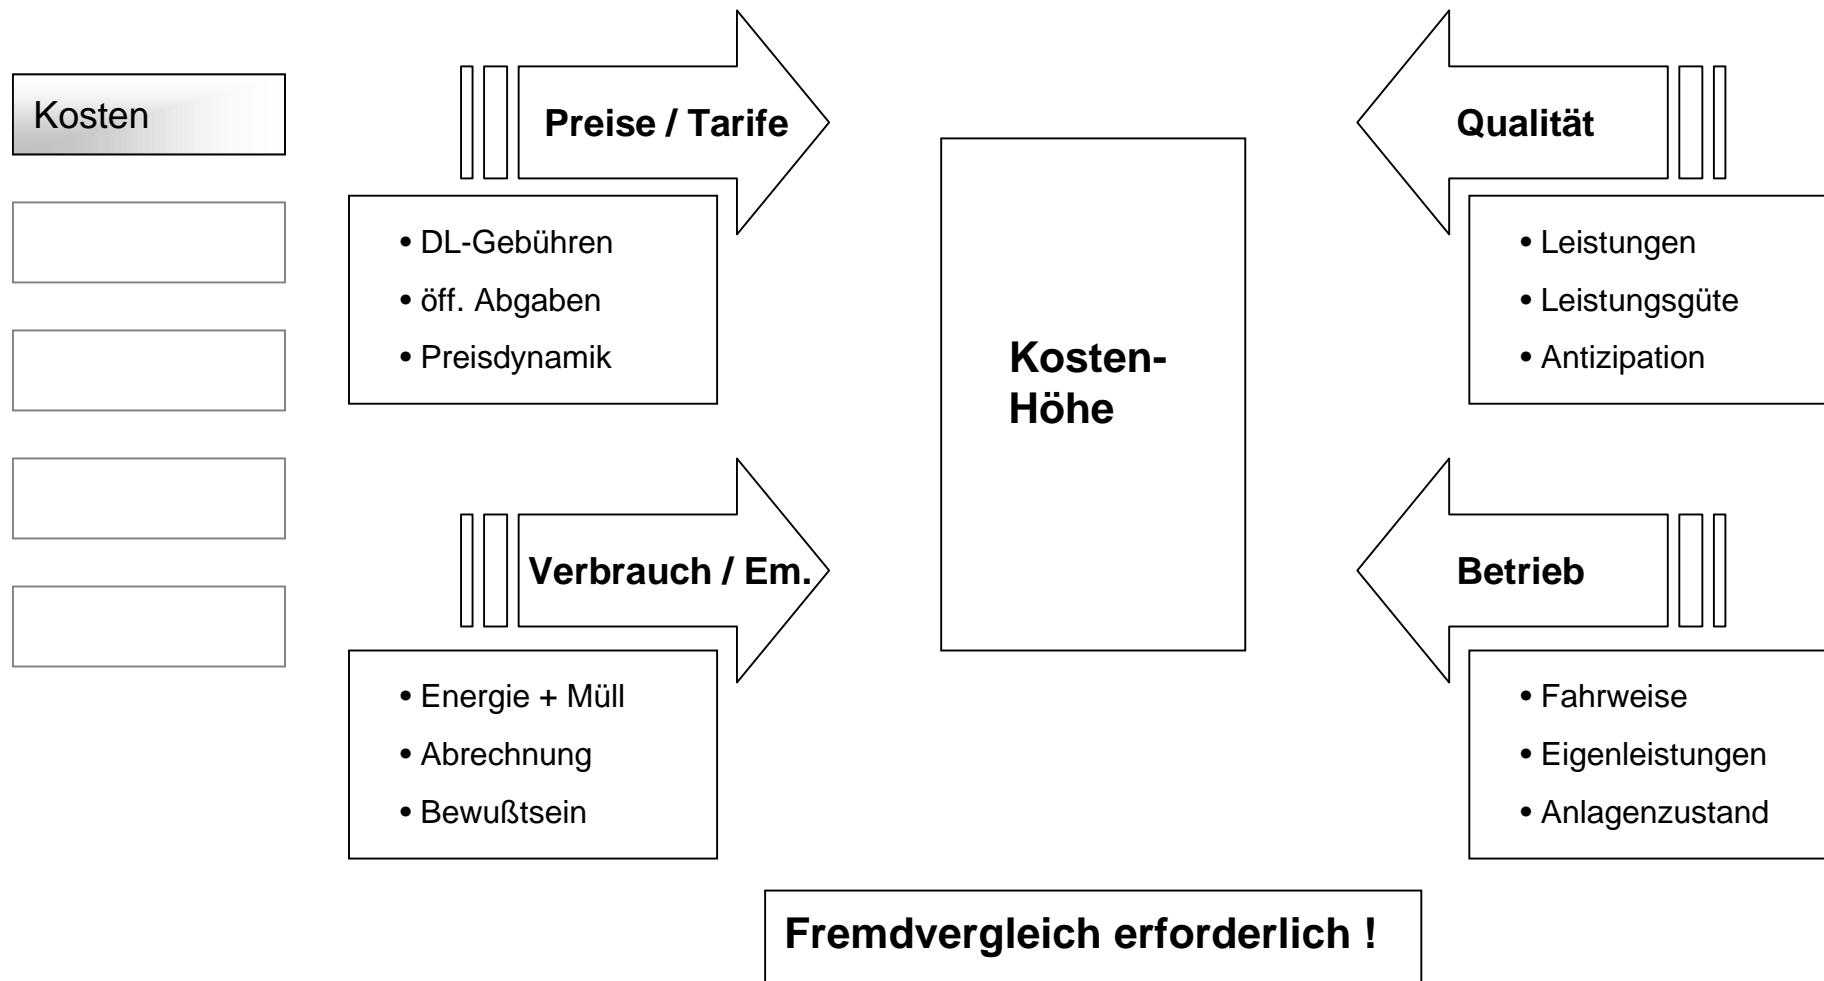 Kosten
Preise / Tarife
• DL-Gebühren
• öff. Abgaben
• Preisdynamik
Verbrauch / Em.
• Energie + Müll
• Abrechnung
• Bewußtsein
Kosten-
Höhe
Qualität
• Leistungen
• Leistungsgüte
• Antizipation
Betrieb
• Fahrweise
• Eigenleistungen
• Anlagenzustand
Fremdvergleich erforderlich !